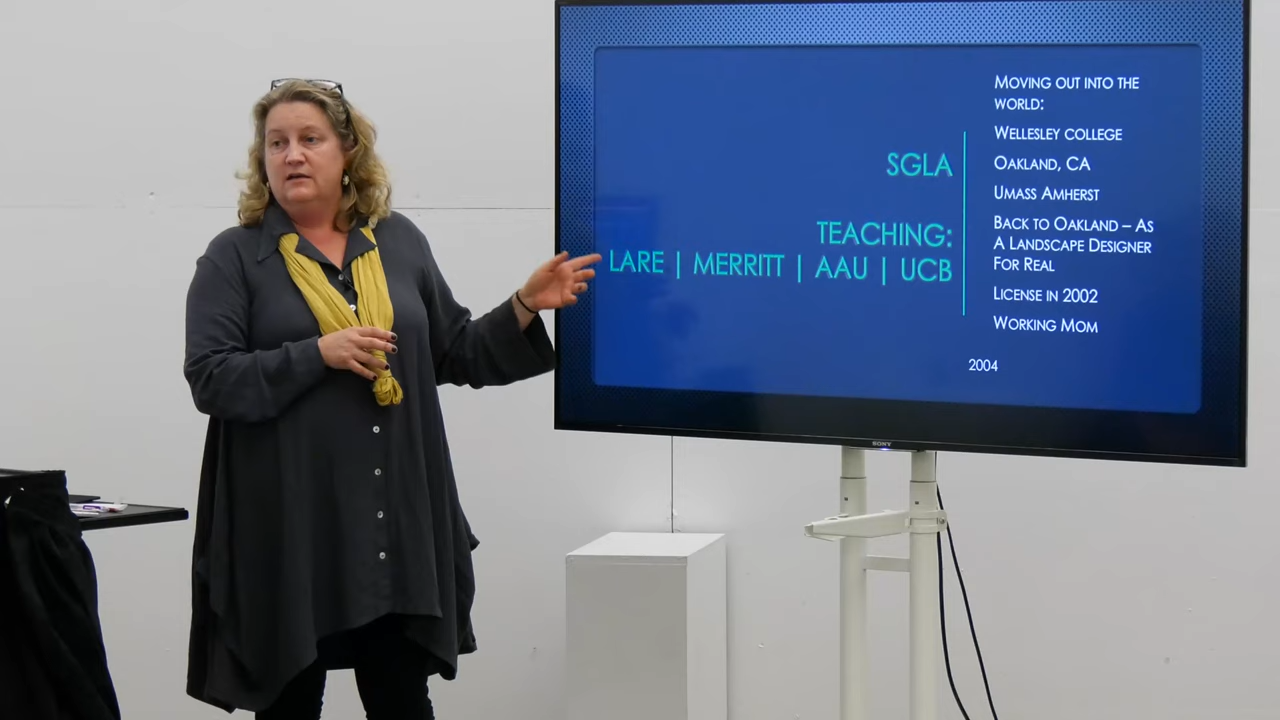 SGLA
TEACHING:
LARE | MERRITT | AAU | UCB
MOVING OUT INTO THE
WORLD:
WELLESLEY COLLEGE
OAKLAND, CA
UMASS AMHERST
BACK TO OAKLAND – AS
A LANDSCAPE DESIGNER
FOR REAL
LICENSE IN 2002
WORKING MOM
2004
SONY